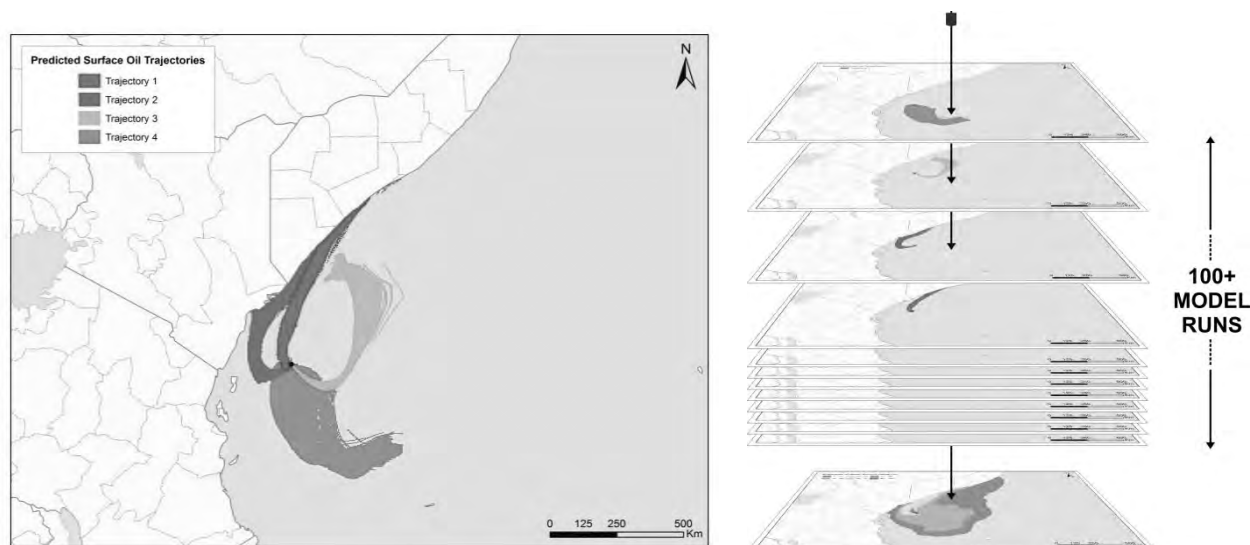 Predicted Surface Oil Trajectories
Trajectory 1
Trajectory 2
Trajectory 3
Trajectory 4
N
0 125 250 500
Km
100+
MODEL
RUNS